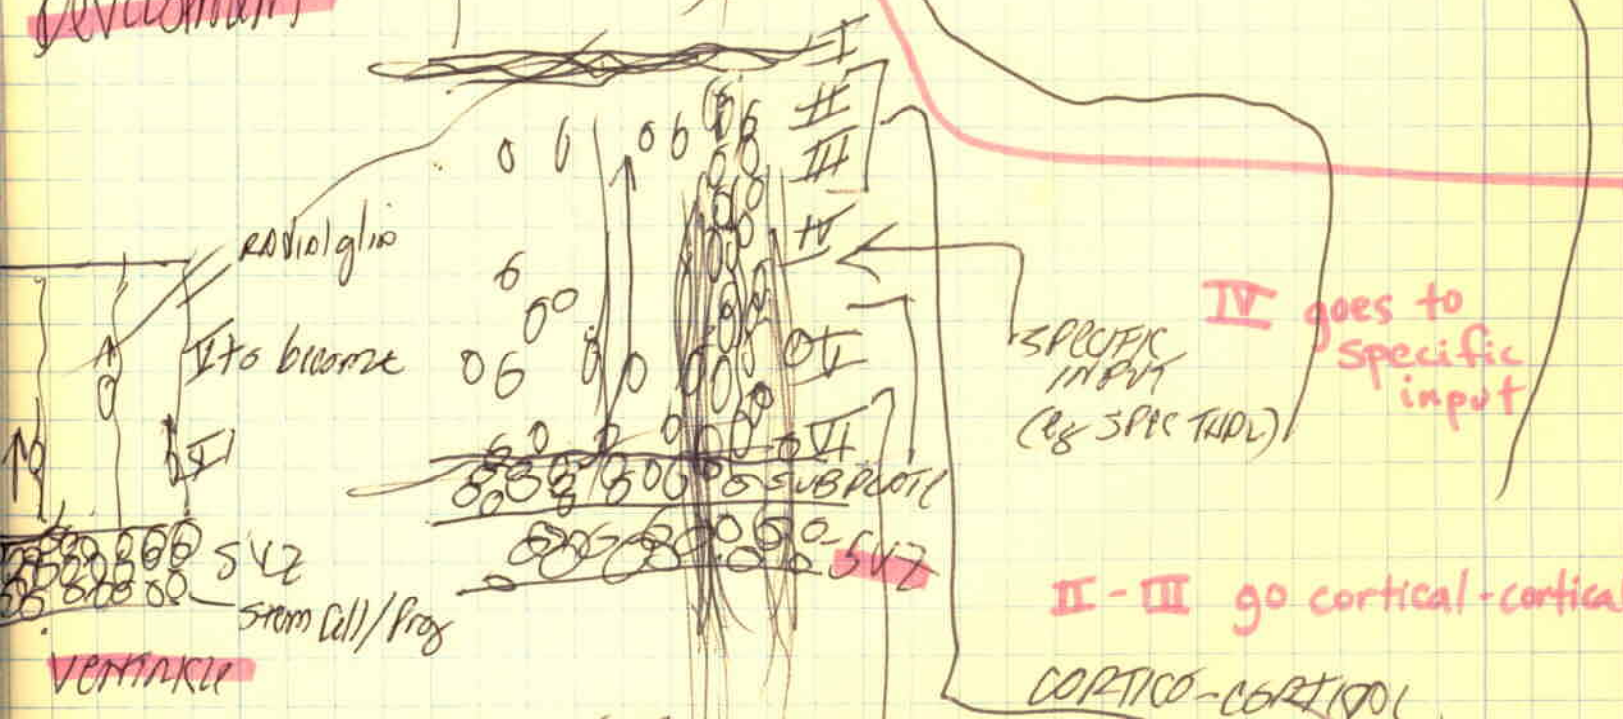 Development
I
II
III
Radial glia
IV
SPECIFIC
INPUT
(eg SPEC THAL)
IV goes to
specific
input
V to become
VI
V
VI
SUBPLATE
SVZ
SVZ
Stem Cell/Prog
II - III go cortical-cortica
Ventricle
CORTICO-CORTICAL